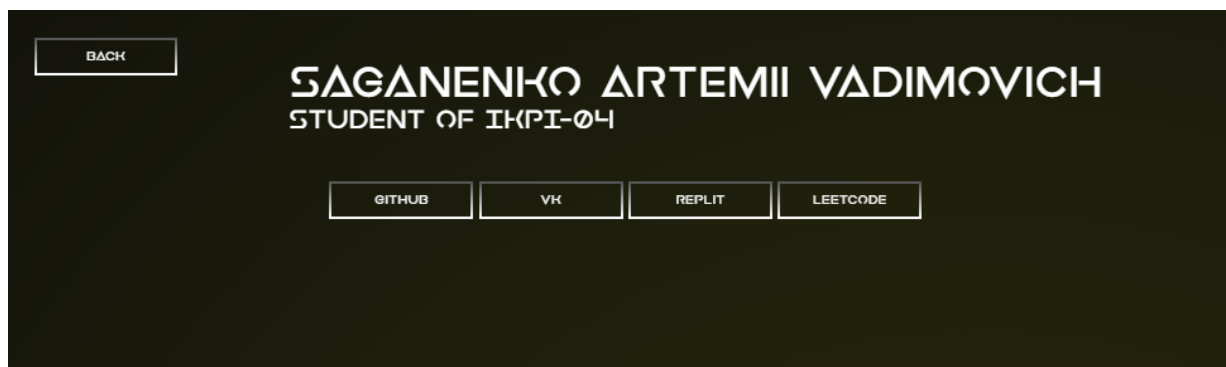 BACK
SAGANENKO ARTEMII VADIMOVICH
STUDENT OF IKPI-04
GITHUB VK REPLIT LEETCODE